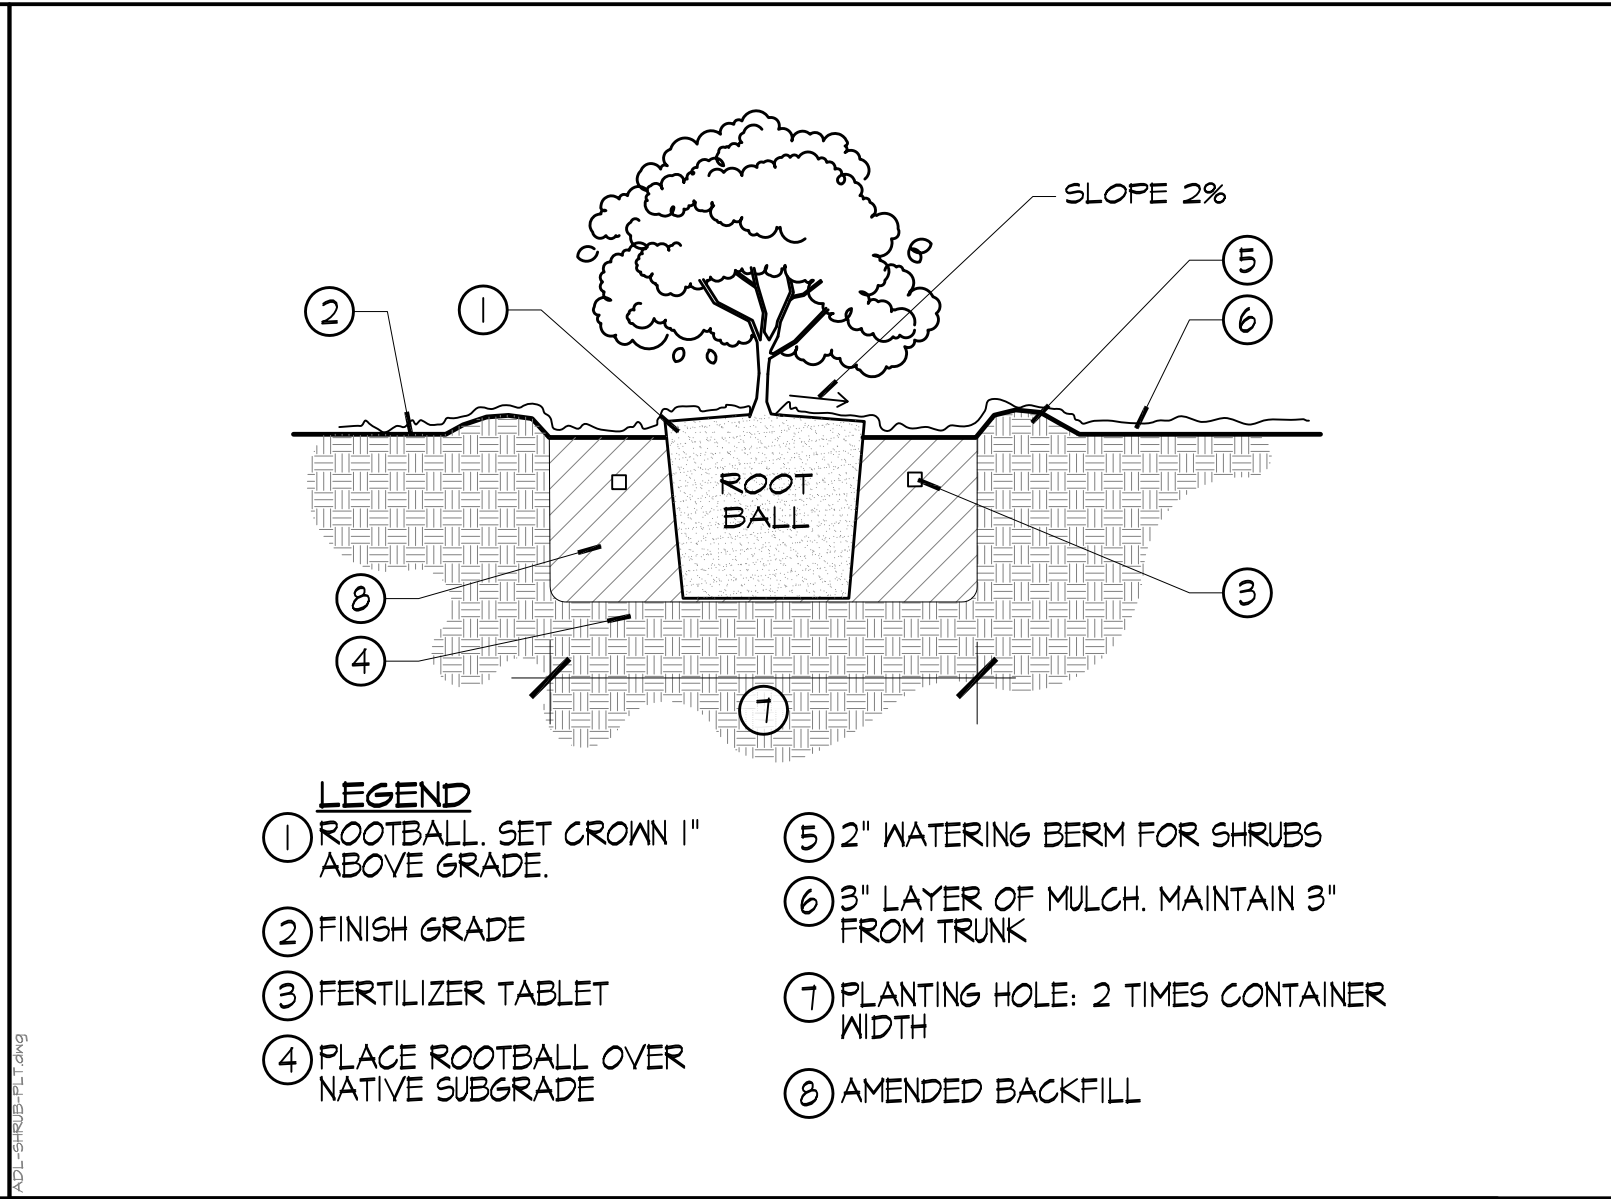 SLOPE 2%
5
2
1
6
ROOT
BALL
8
3
4
7
LEGEND
1 ROOTBALL. SET CROWN 1"
ABOVE GRADE.
2 FINISH GRADE
3 FERTILIZER TABLET
4 PLACE ROOTBALL OVER
NATIVE SUBGRADE
5 2" WATERING BERM FOR SHRUBS
6 3" LAYER OF MULCH. MAINTAIN 3"
FROM TRUNK
7 PLANTING HOLE: 2 TIMES CONTAINER
WIDTH
8 AMENDED BACKFILL
ADL-SHRUB-PLT.dwg